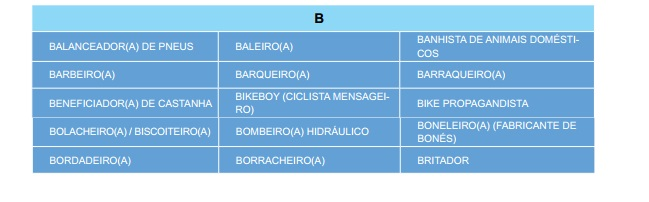 B
BALANCEADOR(A) DE PNEUS
BALEIRO(A)
BANHISTA DE ANIMAIS DOMÉSTI-
COS
BARBEIRO(A)
BARQUEIRO(A)
BARRAQUEIRO(A)
BENEFICIADOR(A) DE CASTANHA
BIKEBOY (CICLISTA MENSAGEI-
RO)
BIKE PROPAGANDISTA
BOLACHEIRO(A) / BISCOITEIRO(A)
BOMBEIRO(A) HIDRÁULICO
BONELEIRO(A) (FABRICANTE DE
BONÉS)
BORDADEIRO(A)
BORRACHEIRO(A)
BRITADOR